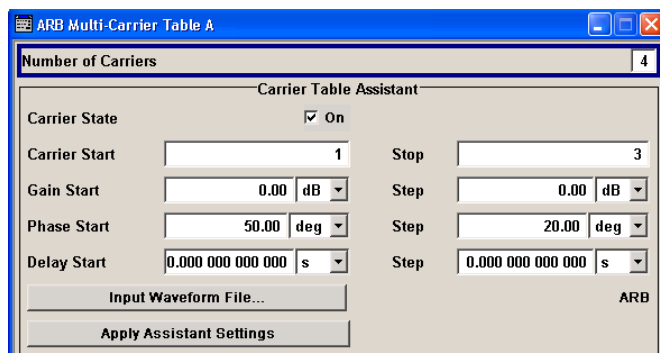 ARB Multi-Carrier Table A
Number of Carriers 4
Carrier Table Assistant
Carrier State On
Carrier Start 1 Stop 3
Gain Start 0.00 dB Step 0.00 dB
Phase Start 50.00 deg Step 20.00 deg
Delay Start 0.000 000 000 000 s Step 0.000 000 000 000 s
Input Waveform File... ARB
Apply Assistant Settings